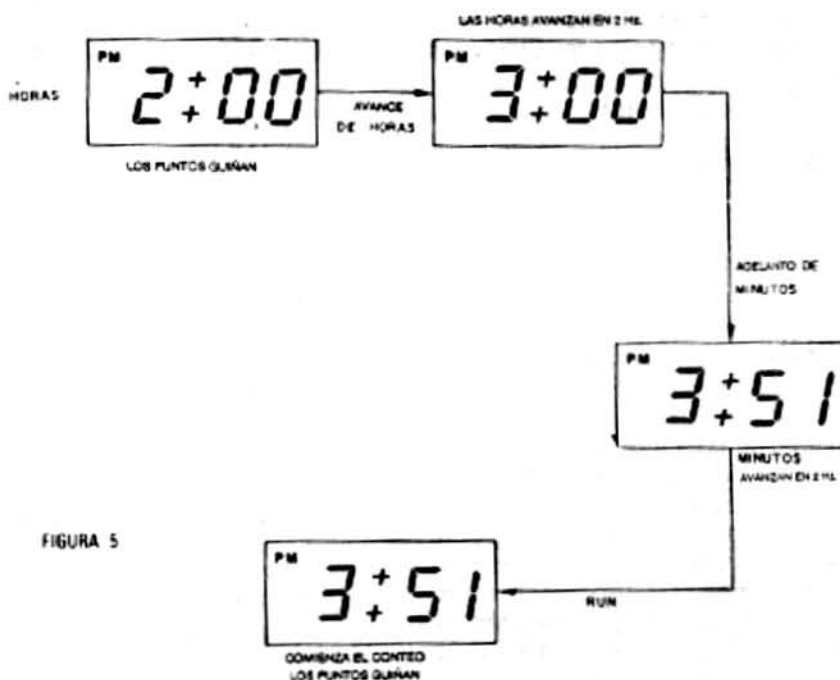 LAS HORAS AVANZAN EN 2 Hz.
PM
2:00
HORAS
LOS PUNTOS GUIÑAN
AVANCE
DE HORAS
PM
3:00
ADELANTO DE
MINUTOS
PM
3:51
MINUTOS
AVANZAN EN 2 Hz.
RUN
PM
3:51
COMIENZA EL CONTEO
LOS PUNTOS GUIÑAN
FIGURA 5